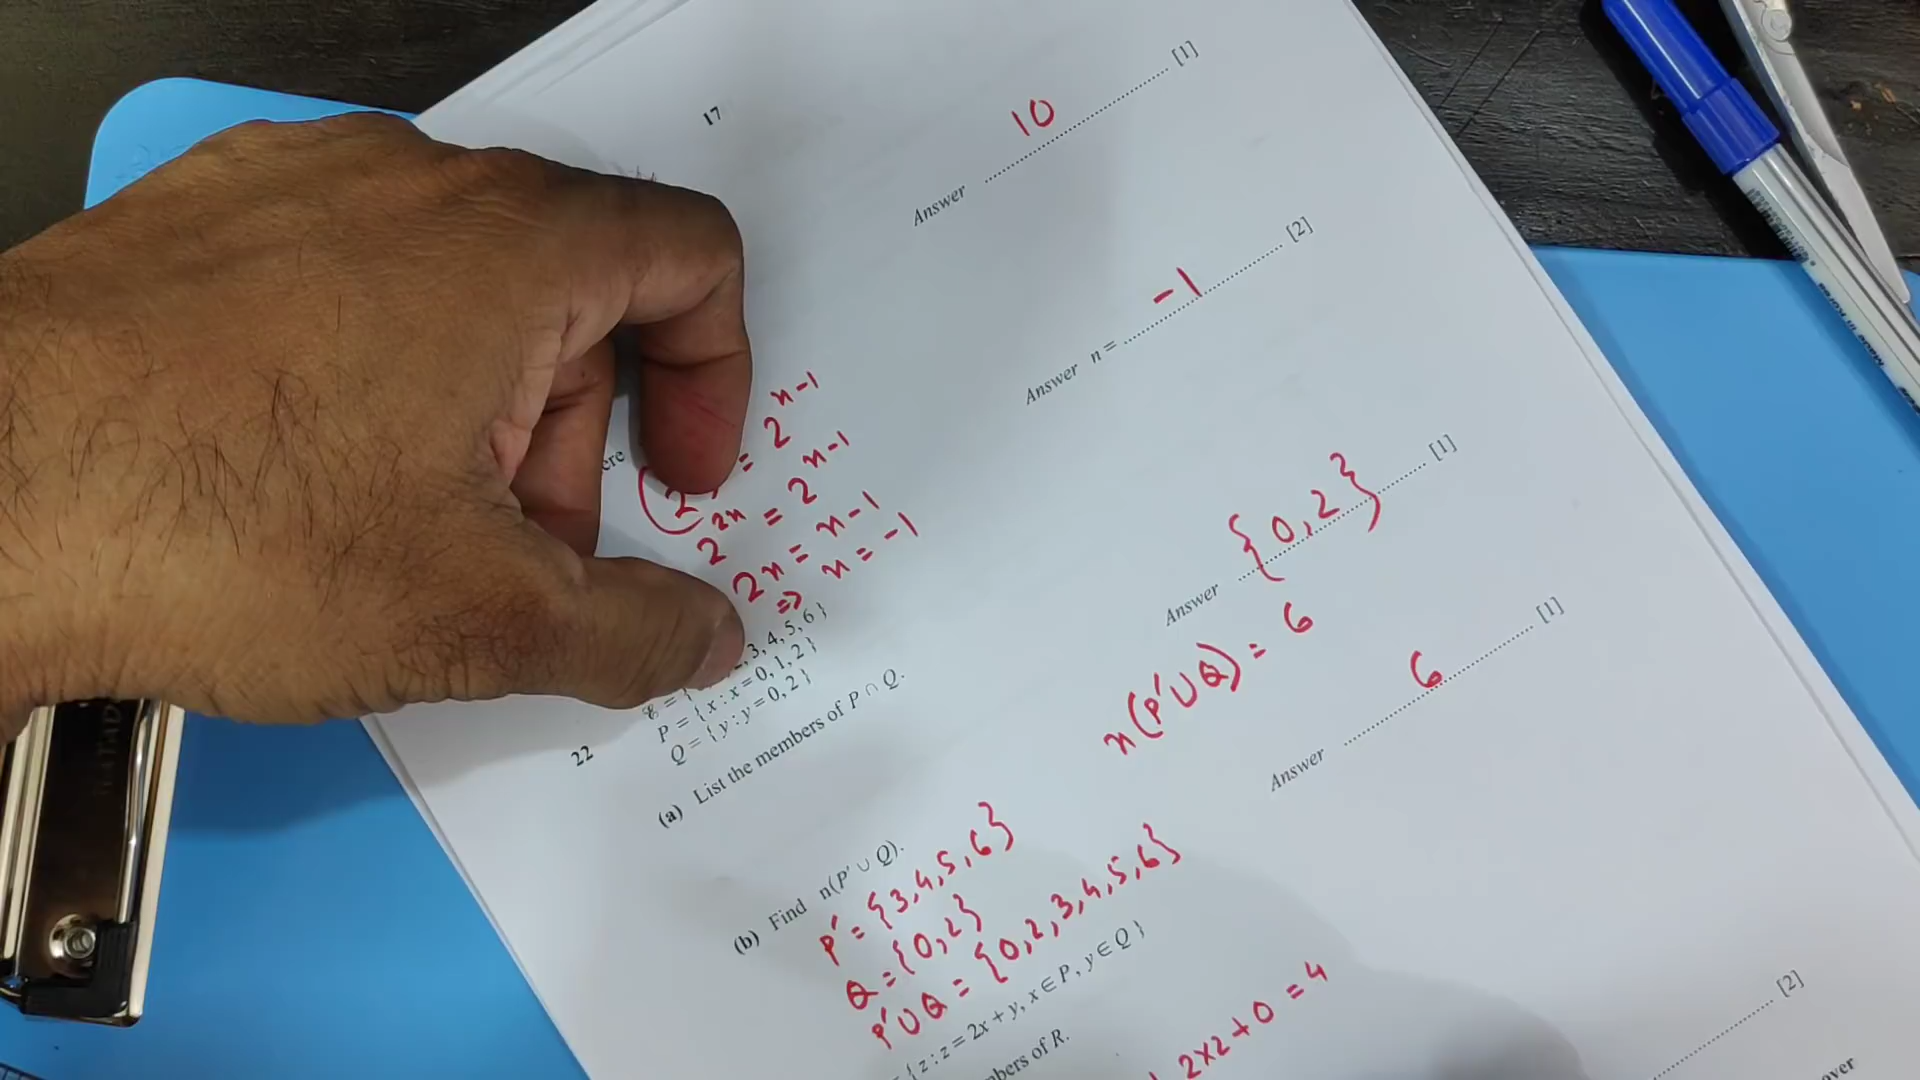 17
10
Answer .......... [1]
-1
Answer n = .......... [2]
ere
= 2^{n-1}
(2
2^{2n} = 2^{n-1}
2n = n-1
=> n = -1
22
ℰ = { 2, 3, 4, 5, 6 }
P = { x : x = 0, 1, 2 }
Q = { y : y = 0, 2 }
(a) List the members of P ∩ Q.
{0,2}
Answer .......... [1]
(b) Find n(P' ∪ Q).
n(P'∪Q) = 6
P' = {3,4,5,6}
Q = {0,2}
P'∪Q = {0,2,3,4,5,6}
6
Answer .......... [1]
= { z : z = 2x + y, x ∈ P, y ∈ Q }
bers of R.
2x2+0 = 4
[2]
over